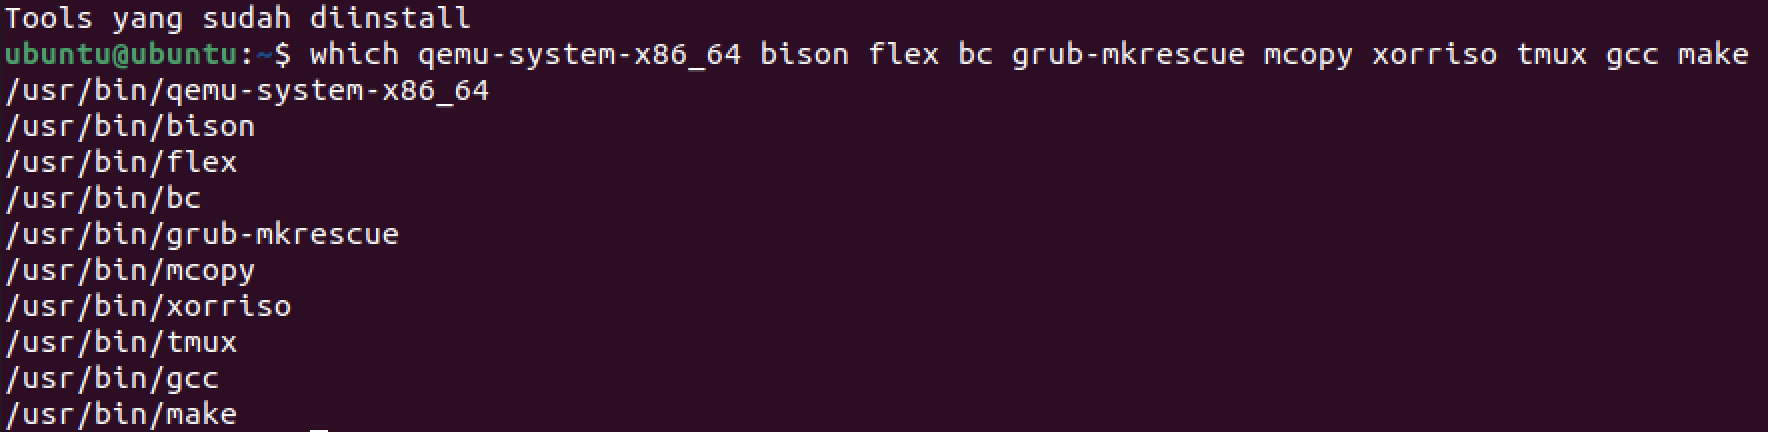 Tools yang sudah diinstall
ubuntu@ubuntu:~$ which qemu-system-x86_64 bison flex bc grub-mkrescue mcopy xorriso tmux gcc make
/usr/bin/qemu-system-x86_64
/usr/bin/bison
/usr/bin/flex
/usr/bin/bc
/usr/bin/grub-mkrescue
/usr/bin/mcopy
/usr/bin/xorriso
/usr/bin/tmux
/usr/bin/gcc
/usr/bin/make